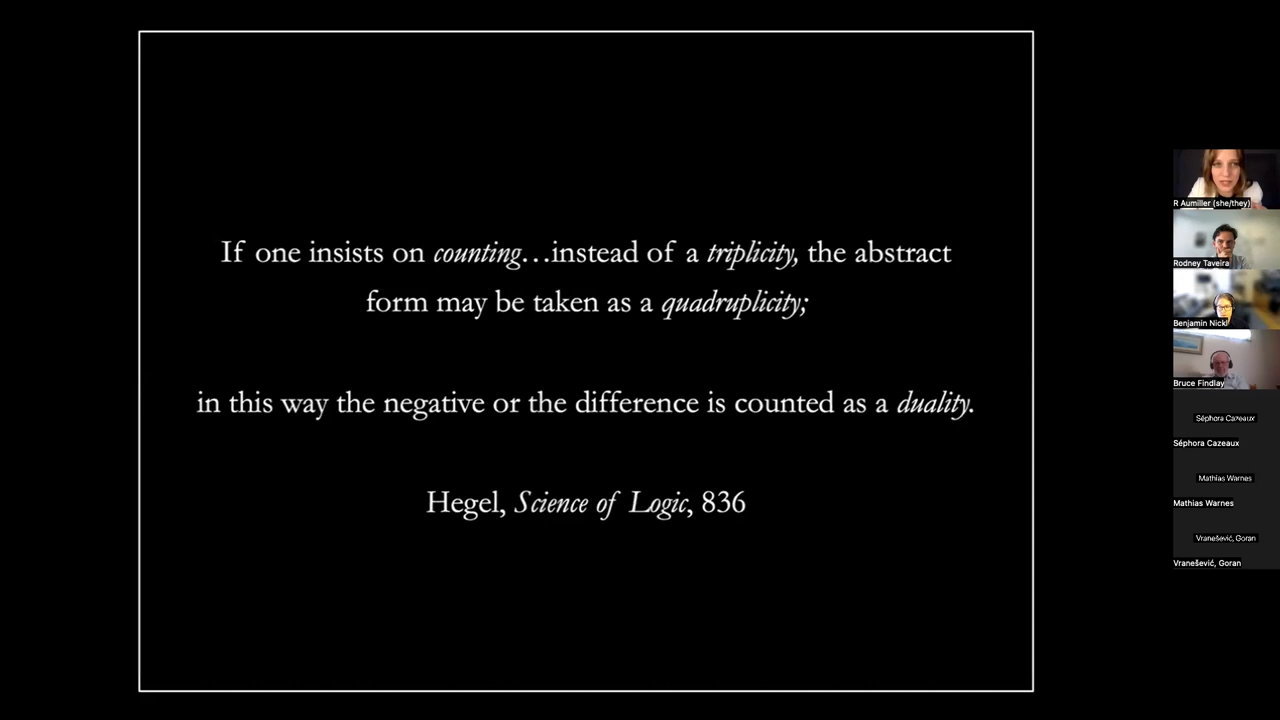 If one insists on counting…instead of a triplicity, the abstract
form may be taken as a quadruplicity;
in this way the negative or the difference is counted as a duality.
Hegel, Science of Logic, 836
R Aumiller (she/they)
Rodney Taveira
Benjamin Nickl
Bruce Findlay
Séphora Cazeaux
Séphora Cazeaux
Mathias Warnes
Mathias Warnes
Vranešević, Goran
Vranešević, Goran